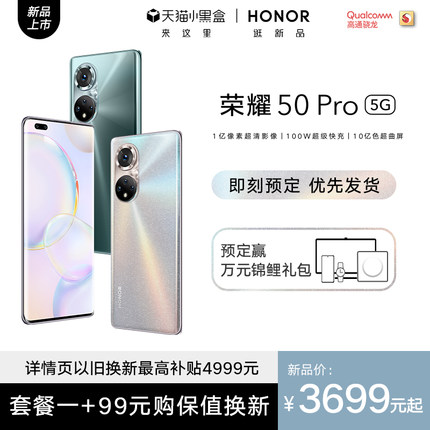 新品
上市
天猫小黑盒
来这里
HONOR
逛新品
Qualcomm
高通骁龙
荣耀50 Pro 5G
1亿像素超清影像 | 100W超级快充 | 10亿色超曲屏
即刻预定 优先发货
预定赢
万元锦鲤礼包
HONOR
详情页以旧换新最高补贴4999元
套餐一+99元购保值换新
新品价:
¥3699元起